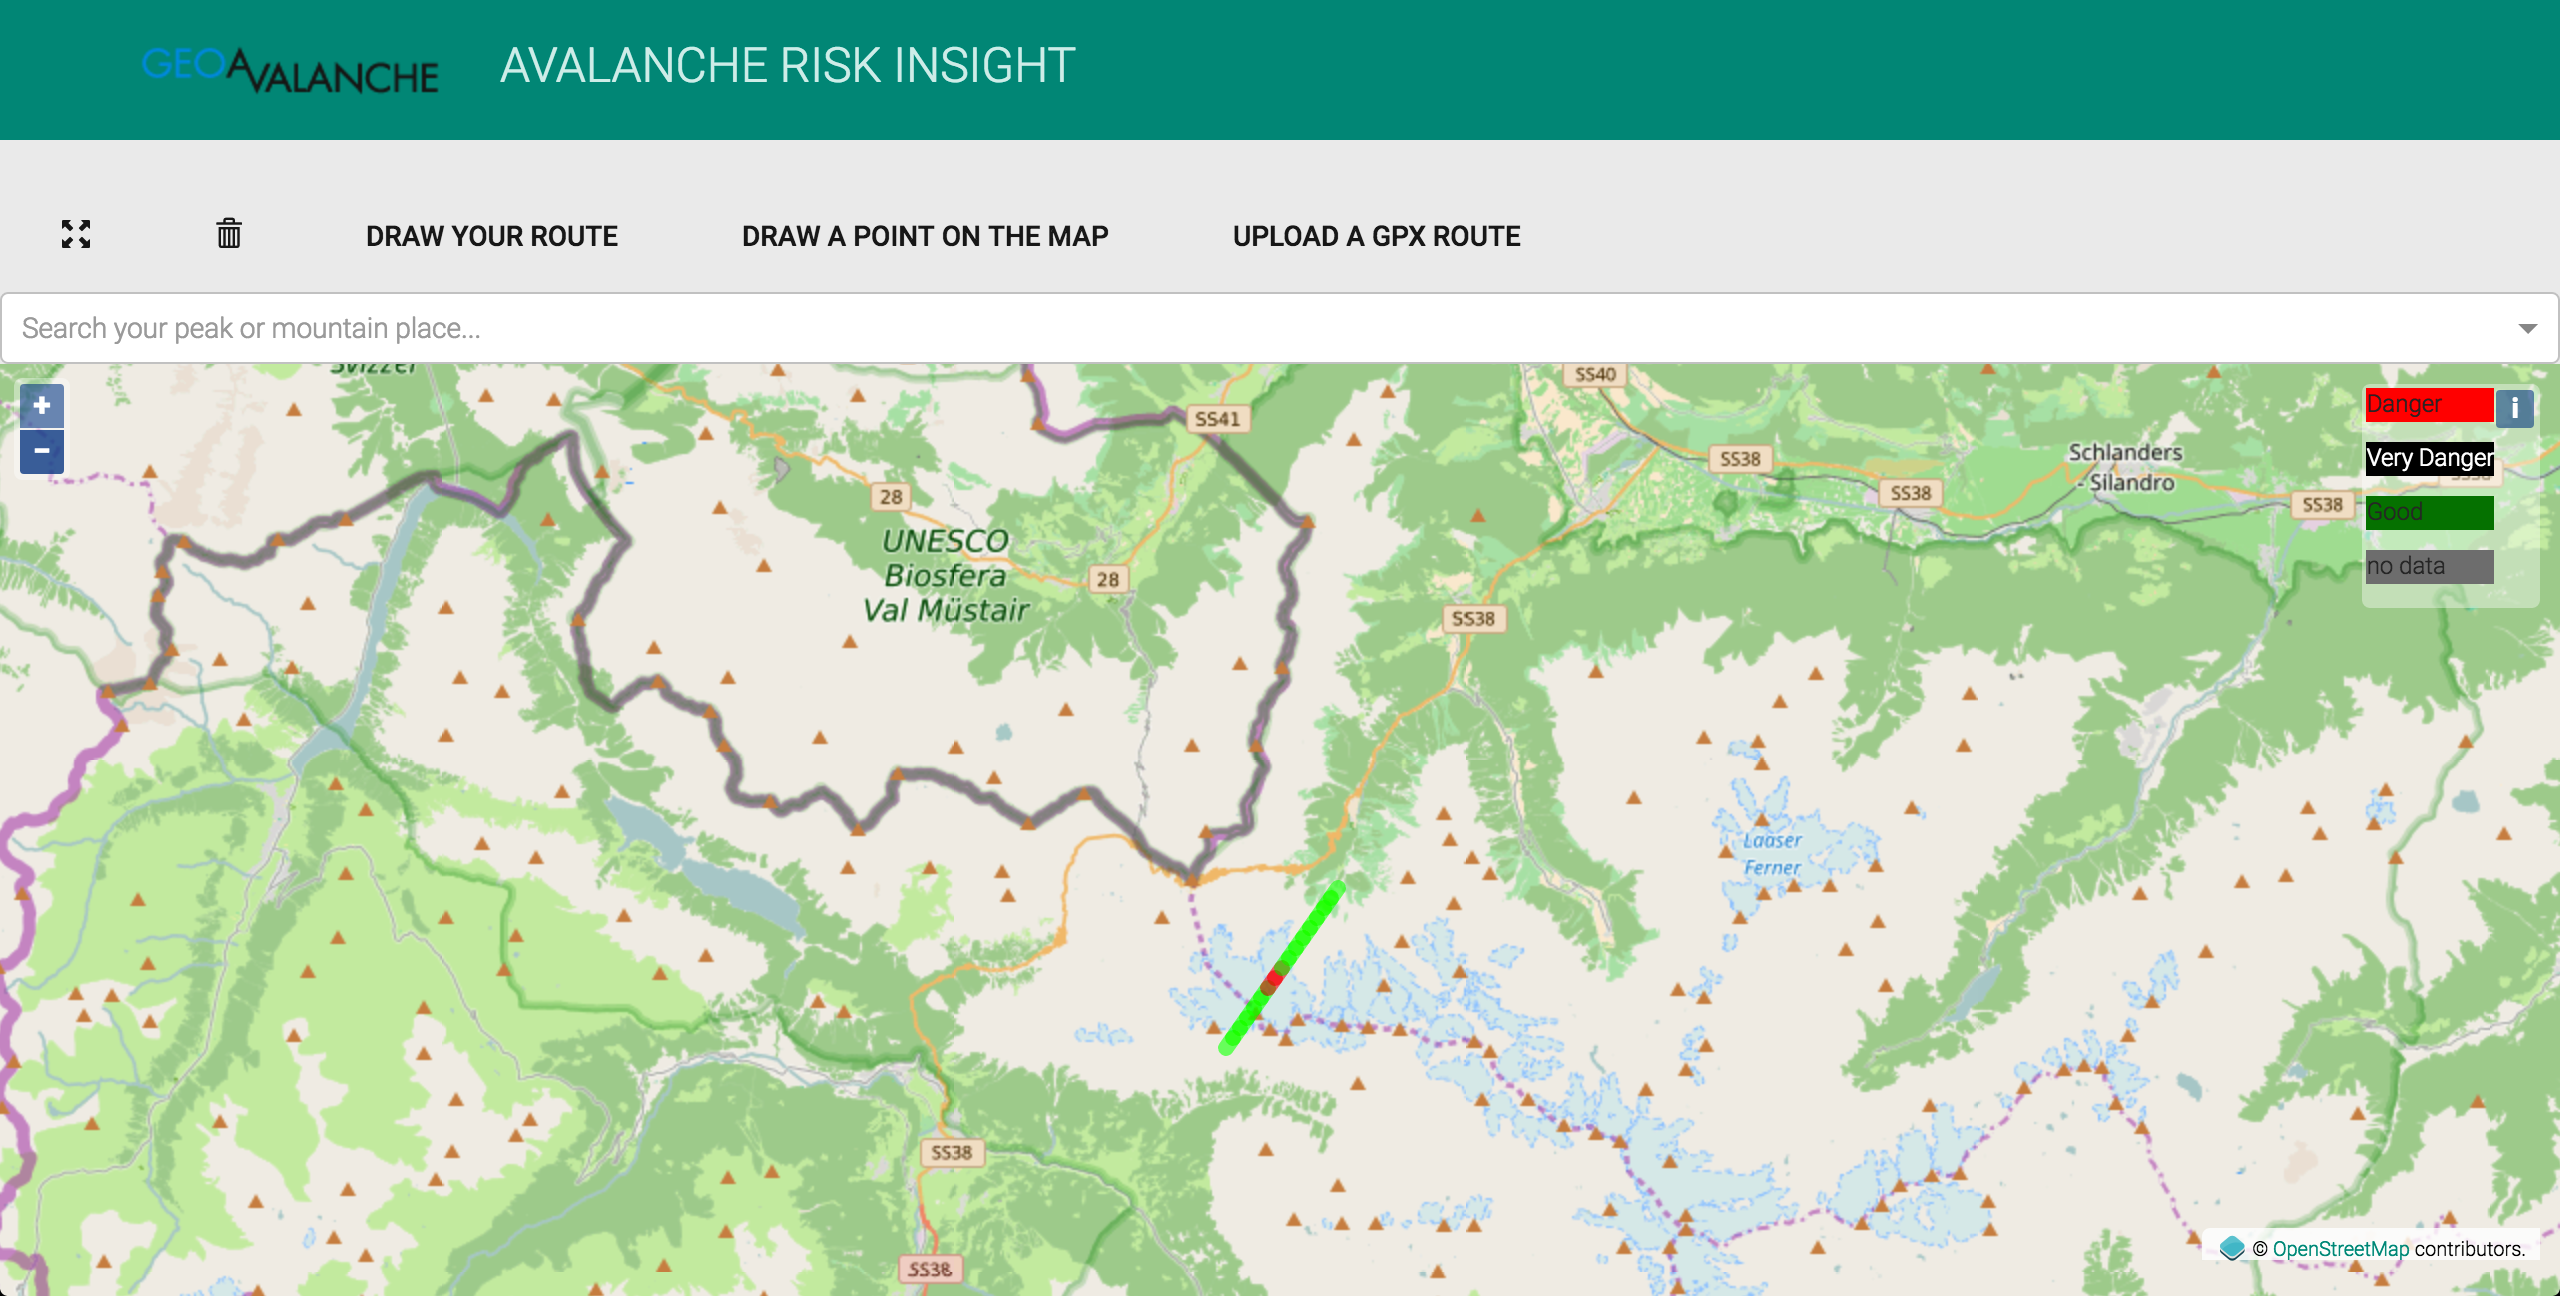 GEOAVALANCHE
AVALANCHE RISK INSIGHT
DRAW YOUR ROUTE
DRAW A POINT ON THE MAP
UPLOAD A GPX ROUTE
Search your peak or mountain place...
Svizzer
+
−
SS41
SS40
SS38
SS38
SS38
Schlanders
- Silandro
Danger
i
Very Danger
Good
no data
28
UNESCO
Biosfera
Val Müstair
28
SS38
Laaser
Ferner
SS38
SS38
© OpenStreetMap contributors.